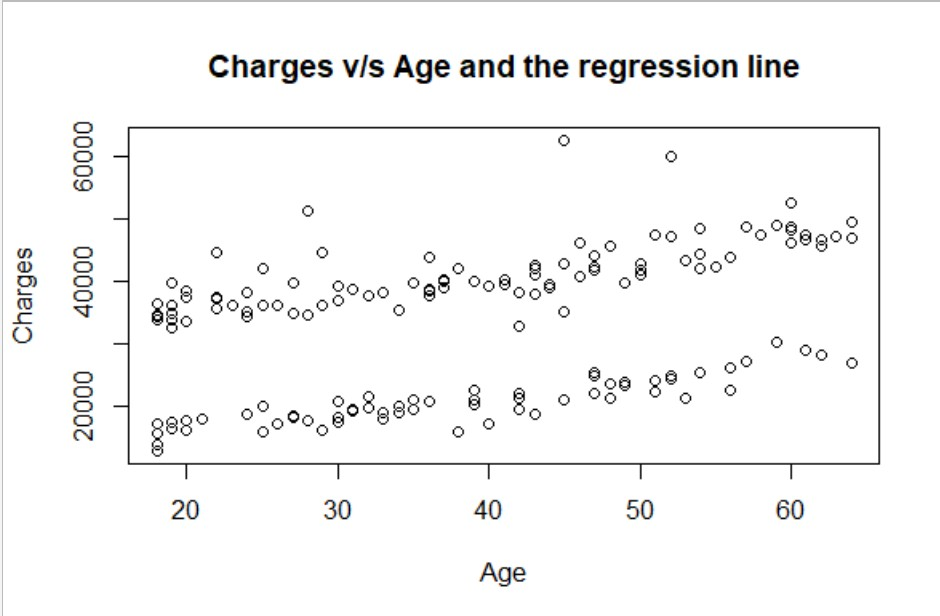 Charges v/s Age and the regression line
60000
40000
20000
Charges
20 30 40 50 60
Age